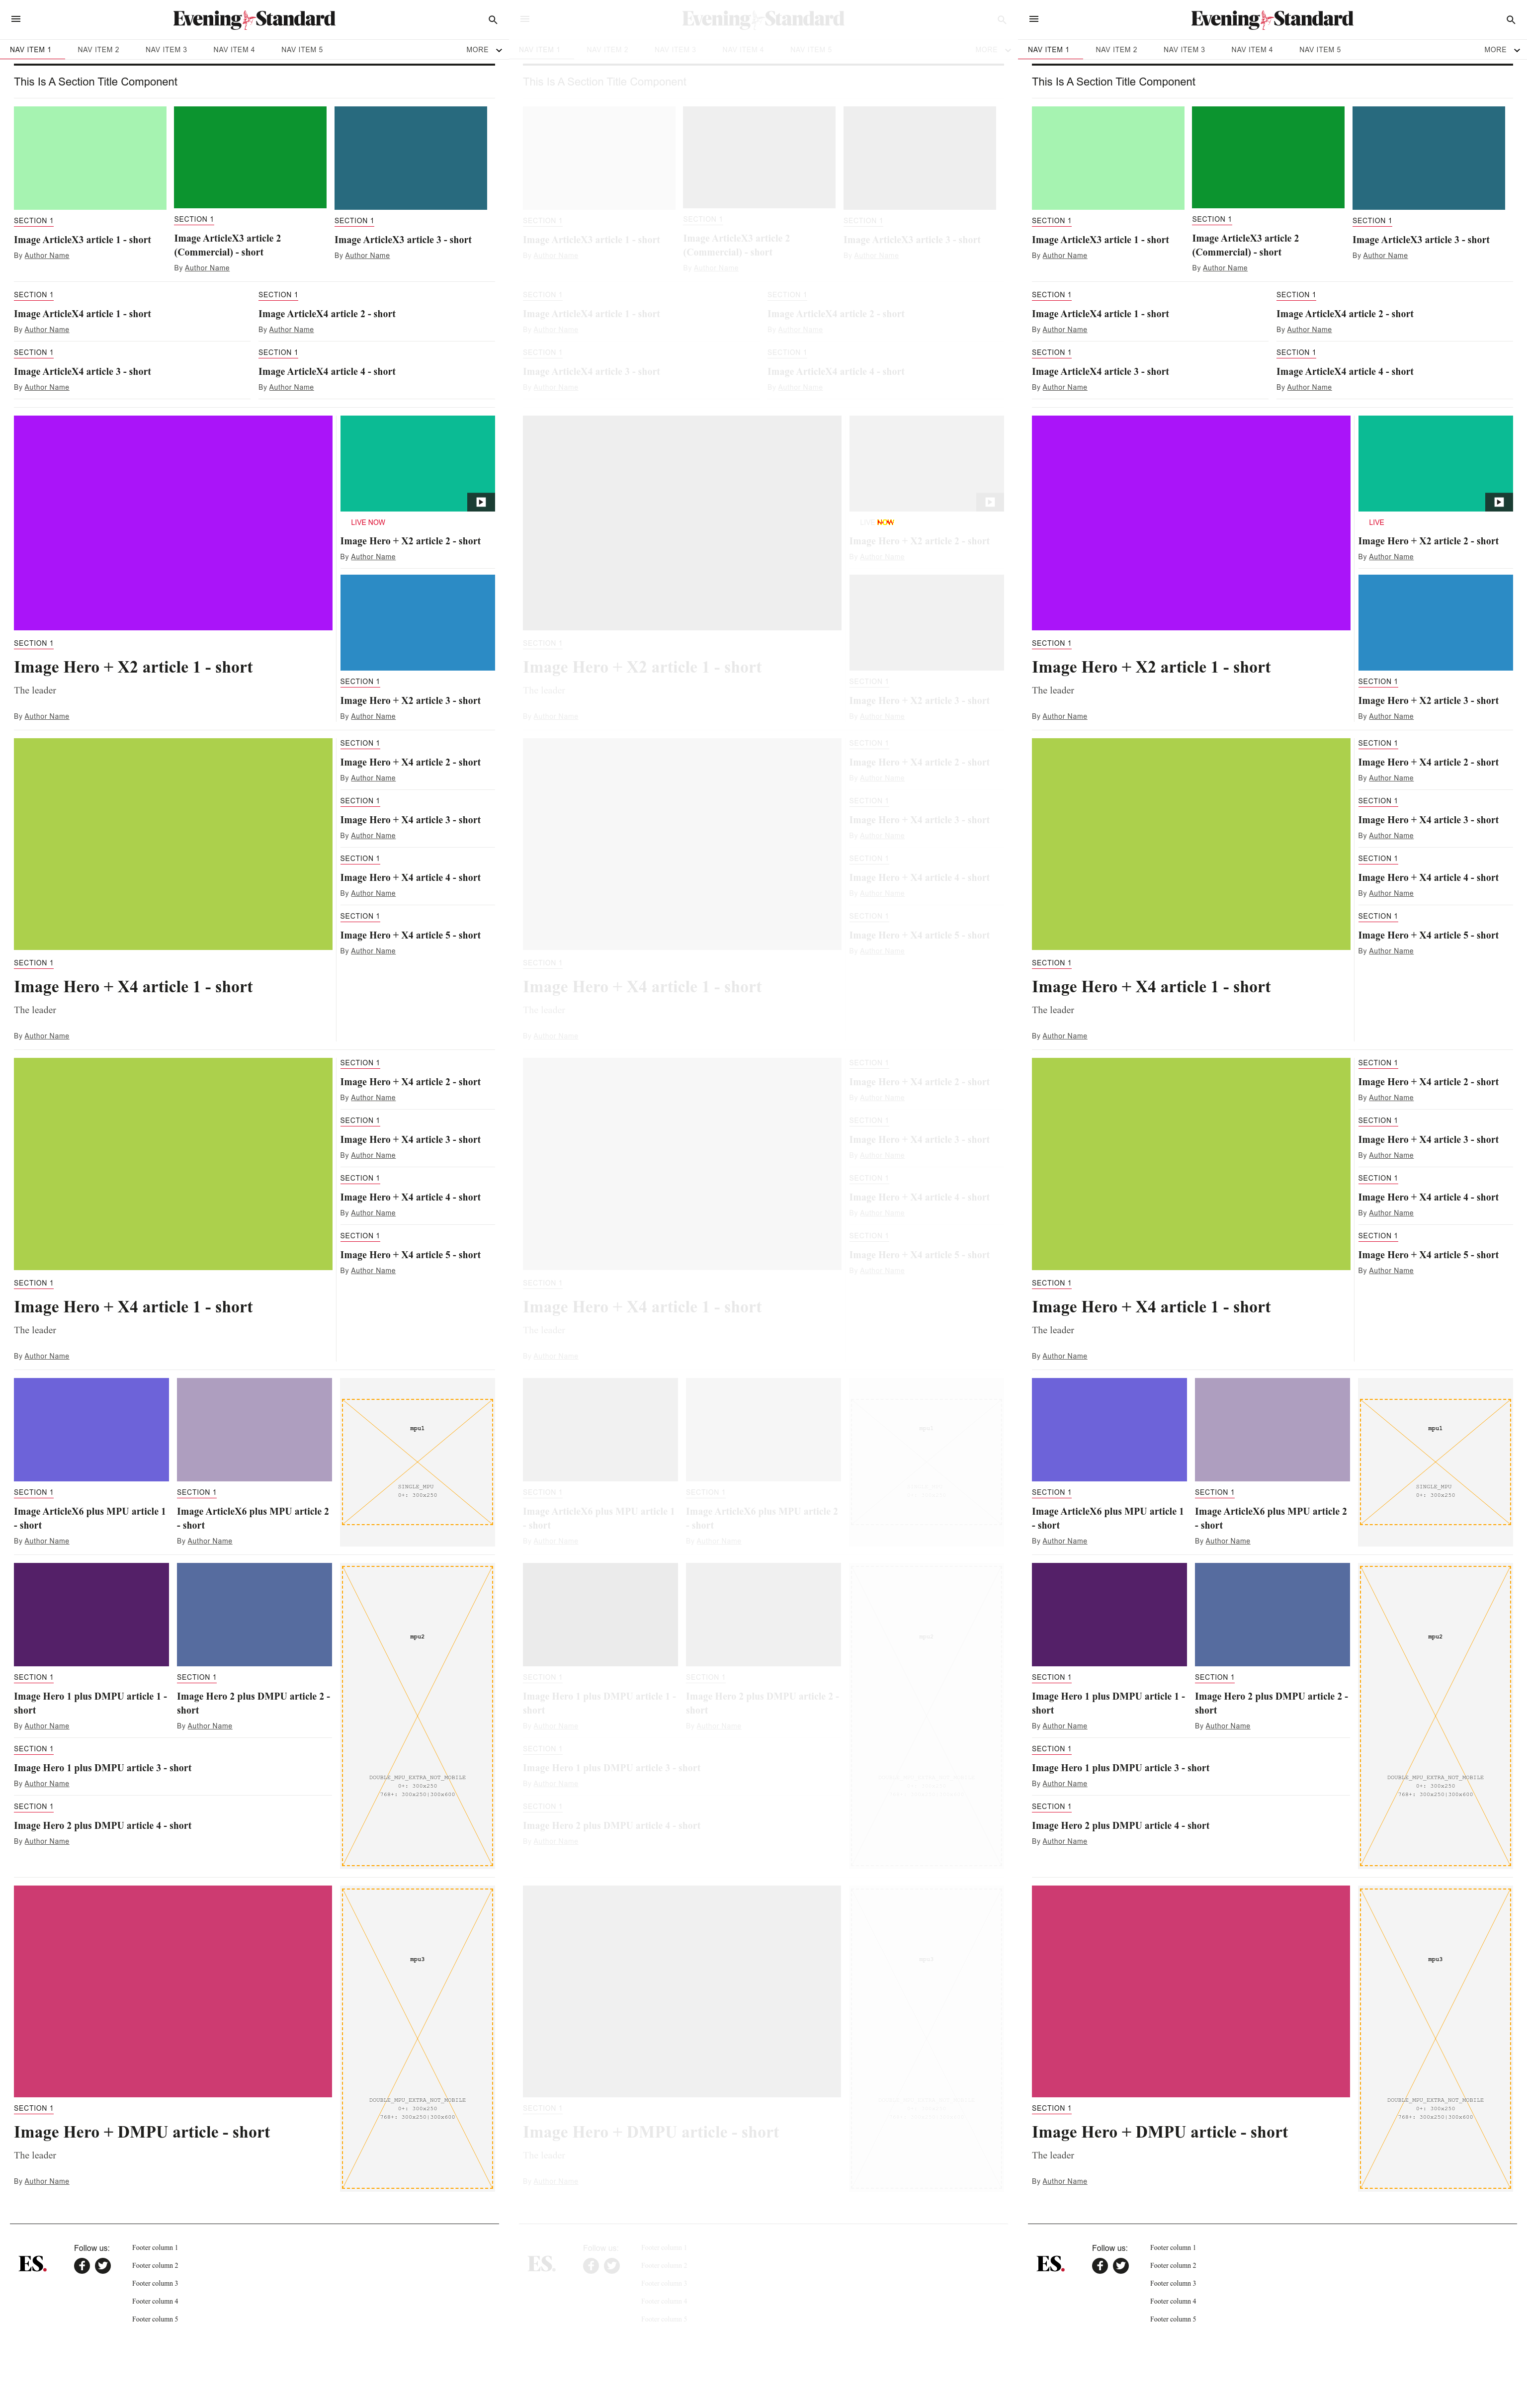 Evening Standard
NAV ITEM 1 NAV ITEM 2 NAV ITEM 3 NAV ITEM 4 NAV ITEM 5 MORE
This Is A Section Title Component
SECTION 1
Image ArticleX3 article 1 - short
By Author Name
SECTION 1
Image ArticleX3 article 2
(Commercial) - short
By Author Name
SECTION 1
Image ArticleX3 article 3 - short
By Author Name
SECTION 1
Image ArticleX4 article 1 - short
By Author Name
SECTION 1
Image ArticleX4 article 2 - short
By Author Name
SECTION 1
Image ArticleX4 article 3 - short
By Author Name
SECTION 1
Image ArticleX4 article 4 - short
By Author Name
SECTION 1
Image Hero + X2 article 1 - short
The leader
By Author Name
LIVE NOW
Image Hero + X2 article 2 - short
By Author Name
SECTION 1
Image Hero + X2 article 3 - short
By Author Name
SECTION 1
Image Hero + X4 article 1 - short
The leader
By Author Name
SECTION 1
Image Hero + X4 article 2 - short
By Author Name
SECTION 1
Image Hero + X4 article 3 - short
By Author Name
SECTION 1
Image Hero + X4 article 4 - short
By Author Name
SECTION 1
Image Hero + X4 article 5 - short
By Author Name
SECTION 1
Image Hero + X4 article 1 - short
The leader
By Author Name
SECTION 1
Image Hero + X4 article 2 - short
By Author Name
SECTION 1
Image Hero + X4 article 3 - short
By Author Name
SECTION 1
Image Hero + X4 article 4 - short
By Author Name
SECTION 1
Image Hero + X4 article 5 - short
By Author Name
SECTION 1
Image ArticleX6 plus MPU article 1
- short
By Author Name
SECTION 1
Image ArticleX6 plus MPU article 2
- short
By Author Name
mpu1
SINGLE_MPU
0+: 300x250
SECTION 1
Image Hero 1 plus DMPU article 1 -
short
By Author Name
SECTION 1
Image Hero 2 plus DMPU article 2 -
short
By Author Name
SECTION 1
Image Hero 1 plus DMPU article 3 - short
By Author Name
SECTION 1
Image Hero 2 plus DMPU article 4 - short
By Author Name
mpu2
DOUBLE_MPU_EXTRA_NOT_MOBILE
0+: 300x250
768+: 300x250|300x600
SECTION 1
Image Hero + DMPU article - short
The leader
By Author Name
mpu3
DOUBLE_MPU_EXTRA_NOT_MOBILE
0+: 300x250
768+: 300x250|300x600
ES.
Follow us:
Footer column 1
Footer column 2
Footer column 3
Footer column 4
Footer column 5
Evening Standard
NAV ITEM 1 NAV ITEM 2 NAV ITEM 3 NAV ITEM 4 NAV ITEM 5 MORE
This Is A Section Title Component
SECTION 1
Image ArticleX3 article 1 - short
By Author Name
SECTION 1
Image ArticleX3 article 2
(Commercial) - short
By Author Name
SECTION 1
Image ArticleX3 article 3 - short
By Author Name
SECTION 1
Image ArticleX4 article 1 - short
By Author Name
SECTION 1
Image ArticleX4 article 2 - short
By Author Name
SECTION 1
Image ArticleX4 article 3 - short
By Author Name
SECTION 1
Image ArticleX4 article 4 - short
By Author Name
SECTION 1
Image Hero + X2 article 1 - short
The leader
By Author Name
LIVE NOW
Image Hero + X2 article 2 - short
By Author Name
SECTION 1
Image Hero + X2 article 3 - short
By Author Name
SECTION 1
Image Hero + X4 article 1 - short
The leader
By Author Name
SECTION 1
Image Hero + X4 article 2 - short
By Author Name
SECTION 1
Image Hero + X4 article 3 - short
By Author Name
SECTION 1
Image Hero + X4 article 4 - short
By Author Name
SECTION 1
Image Hero + X4 article 5 - short
By Author Name
SECTION 1
Image Hero + X4 article 1 - short
The leader
By Author Name
SECTION 1
Image Hero + X4 article 2 - short
By Author Name
SECTION 1
Image Hero + X4 article 3 - short
By Author Name
SECTION 1
Image Hero + X4 article 4 - short
By Author Name
SECTION 1
Image Hero + X4 article 5 - short
By Author Name
SECTION 1
Image ArticleX6 plus MPU article 1
- short
By Author Name
SECTION 1
Image ArticleX6 plus MPU article 2
- short
By Author Name
mpu1
SECTION 1
Image Hero 1 plus DMPU article 1 -
short
By Author Name
SECTION 1
Image Hero 2 plus DMPU article 2 -
short
By Author Name
SECTION 1
Image Hero 1 plus DMPU article 3 - short
By Author Name
SECTION 1
Image Hero 2 plus DMPU article 4 - short
By Author Name
mpu2
SECTION 1
Image Hero + DMPU article - short
The leader
By Author Name
mpu3
ES.
Follow us:
Footer column 1
Footer column 2
Footer column 3
Footer column 4
Footer column 5
Evening Standard
NAV ITEM 1 NAV ITEM 2 NAV ITEM 3 NAV ITEM 4 NAV ITEM 5 MORE
This Is A Section Title Component
SECTION 1
Image ArticleX3 article 1 - short
By Author Name
SECTION 1
Image ArticleX3 article 2
(Commercial) - short
By Author Name
SECTION 1
Image ArticleX3 article 3 - short
By Author Name
SECTION 1
Image ArticleX4 article 1 - short
By Author Name
SECTION 1
Image ArticleX4 article 2 - short
By Author Name
SECTION 1
Image ArticleX4 article 3 - short
By Author Name
SECTION 1
Image ArticleX4 article 4 - short
By Author Name
SECTION 1
Image Hero + X2 article 1 - short
The leader
By Author Name
LIVE
Image Hero + X2 article 2 - short
By Author Name
SECTION 1
Image Hero + X2 article 3 - short
By Author Name
SECTION 1
Image Hero + X4 article 1 - short
The leader
By Author Name
SECTION 1
Image Hero + X4 article 2 - short
By Author Name
SECTION 1
Image Hero + X4 article 3 - short
By Author Name
SECTION 1
Image Hero + X4 article 4 - short
By Author Name
SECTION 1
Image Hero + X4 article 5 - short
By Author Name
SECTION 1
Image Hero + X4 article 1 - short
The leader
By Author Name
SECTION 1
Image Hero + X4 article 2 - short
By Author Name
SECTION 1
Image Hero + X4 article 3 - short
By Author Name
SECTION 1
Image Hero + X4 article 4 - short
By Author Name
SECTION 1
Image Hero + X4 article 5 - short
By Author Name
SECTION 1
Image ArticleX6 plus MPU article 1
- short
By Author Name
SECTION 1
Image ArticleX6 plus MPU article 2
- short
By Author Name
mpu1
SINGLE_MPU
0+: 300x250
SECTION 1
Image Hero 1 plus DMPU article 1 -
short
By Author Name
SECTION 1
Image Hero 2 plus DMPU article 2 -
short
By Author Name
SECTION 1
Image Hero 1 plus DMPU article 3 - short
By Author Name
SECTION 1
Image Hero 2 plus DMPU article 4 - short
By Author Name
mpu2
DOUBLE_MPU_EXTRA_NOT_MOBILE
0+: 300x250
768+: 300x250|300x600
SECTION 1
Image Hero + DMPU article - short
The leader
By Author Name
mpu3
DOUBLE_MPU_EXTRA_NOT_MOBILE
0+: 300x250
768+: 300x250|300x600
ES.
Follow us:
Footer column 1
Footer column 2
Footer column 3
Footer column 4
Footer column 5